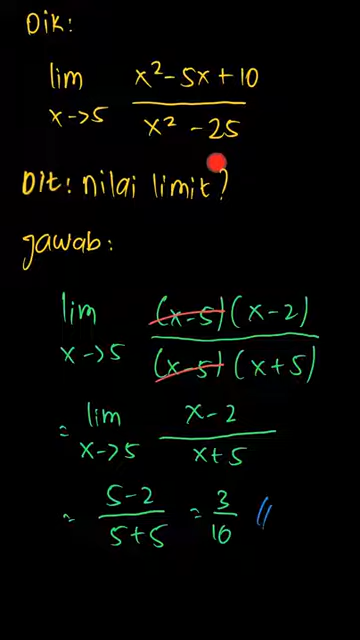 Dik:
lim x→5 (x² - 5x + 10) / (x² - 25)
Dit: nilai limit?
Jawab:
lim x→5 (x-5)(x-2) / (x-5)(x+5)
= lim x→5 (x-2) / (x+5)
= (5-2) / (5+5) = 3/10 //